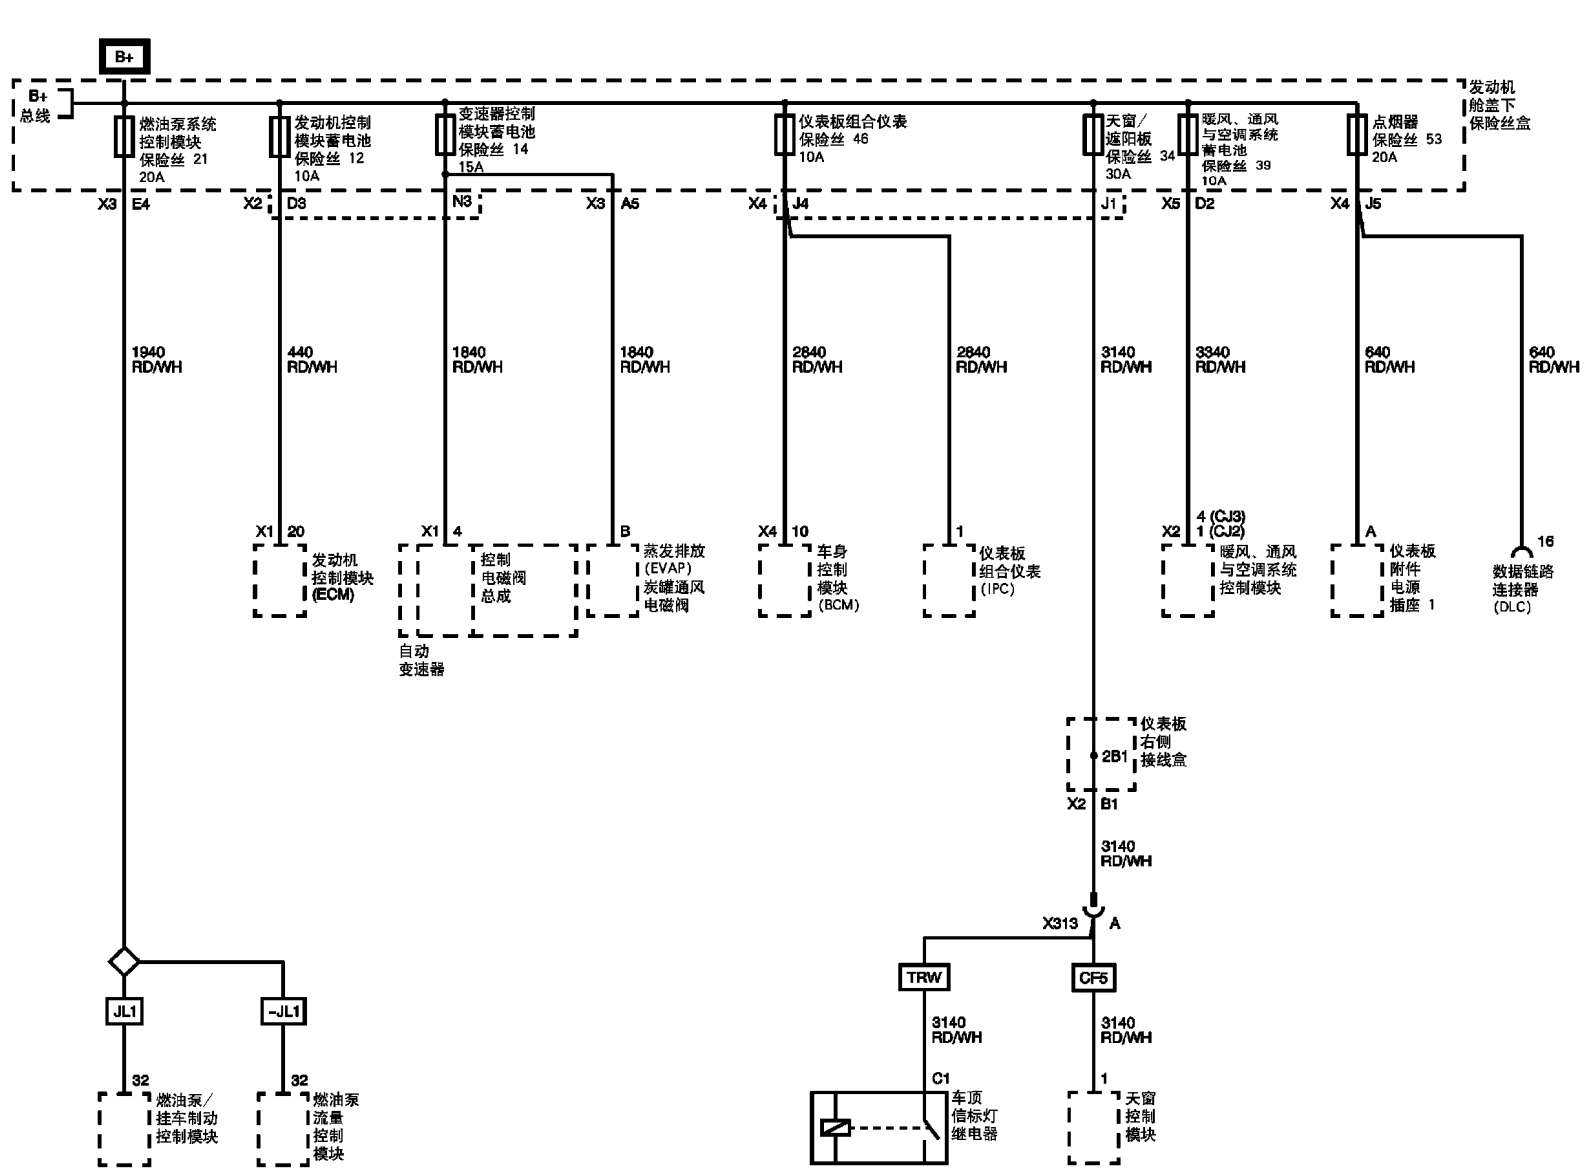 B+
B+
总线
发动机
舱盖下
保险丝盒
燃油泵系统
控制模块
保险丝 21
20A
发动机控制
模块蓄电池
保险丝 12
10A
变速器控制
模块蓄电池
保险丝 14
15A
仪表板组合仪表
保险丝 46
10A
天窗/
遮阳板
保险丝 34
30A
暖风、通风
与空调系统
蓄电池
保险丝 39
10A
点烟器
保险丝 53
20A
X3 E4
X2 D3
N3
X3 A5
X4 J4
J1
X5 D2
X4 J5
1940
RD/WH
440
RD/WH
1840
RD/WH
1840
RD/WH
2840
RD/WH
2840
RD/WH
3140
RD/WH
3340
RD/WH
640
RD/WH
640
RD/WH
X1 20
发动机
控制模块
(ECM)
X1 4
控制
电磁阀
总成
自动
变速器
B
蒸发排放
(EVAP)
炭罐通风
电磁阀
X4 10
车身
控制
模块
(BCM)
1
仪表板
组合仪表
(IPC)
4 (CJ3)
X2 1 (CJ2)
暖风、通风
与空调系统
控制模块
A
仪表板
附件
电源
插座 1
16
数据链路
连接器
(DLC)
仪表板
右侧
接线盒
2B1
X2 B1
3140
RD/WH
X313 A
TRW
CF5
JL1
-JL1
3140
RD/WH
3140
RD/WH
32
燃油泵/
挂车制动
控制模块
32
燃油泵
流量
控制
模块
C1
车顶
信标灯
继电器
1
天窗
控制
模块